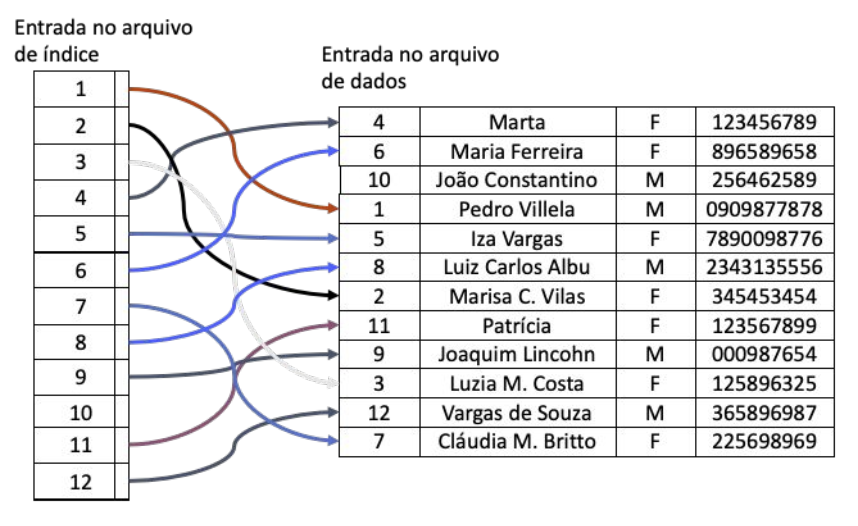 Entrada no arquivo
de índice
1
2
3
4
5
6
7
8
9
10
11
12
Entrada no arquivo
de dados
4 Marta F 123456789
6 Maria Ferreira F 896589658
10 João Constantino M 256462589
1 Pedro Villela M 0909877878
5 Iza Vargas F 7890098776
8 Luiz Carlos Albu M 2343135556
2 Marisa C. Vilas F 345453454
11 Patrícia F 123567899
9 Joaquim Lincohn M 000987654
3 Luzia M. Costa F 125896325
12 Vargas de Souza M 365896987
7 Cláudia M. Britto F 225698969